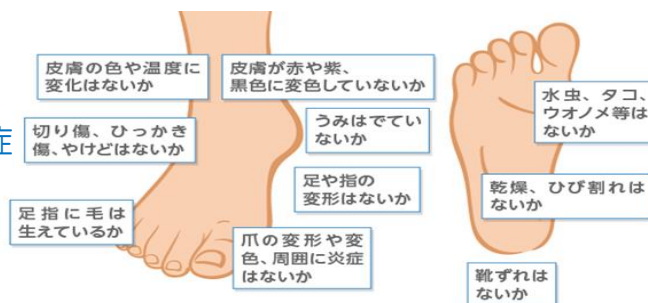 皮膚の色や温度に
変化はないか
皮膚が赤や紫、
黒色に変色していないか
水虫、タコ、
ウオノメ等は
ないか
症
切り傷、ひっかき
傷、やけどはないか
うみはでてい
ないか
足や指の
変形はないか
乾燥、ひび割れは
ないか
足指に毛は
生えているか
爪の変形や変
色、周囲に炎症
はないか
靴ずれは
ないか